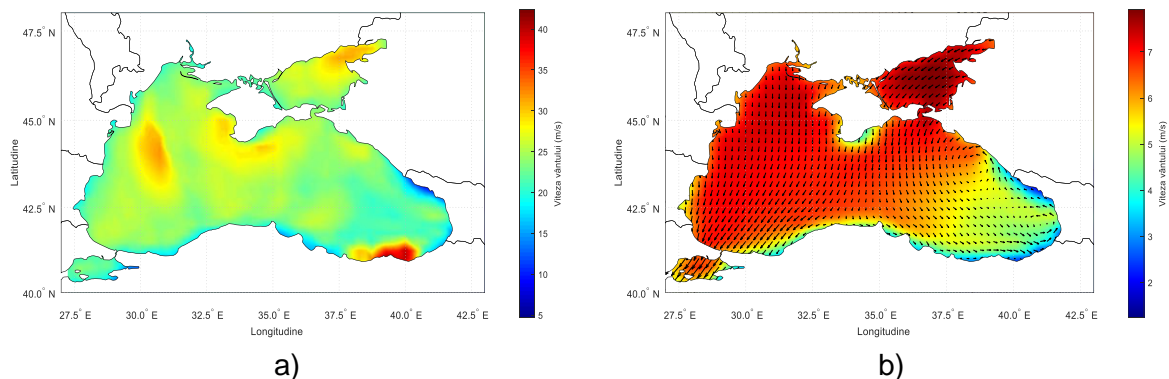 47.5° N
45.0° N
42.5° N
40.0° N
Latitudine
27.5° E 30.0° E 32.5° E 35.0° E 37.5° E 40.0° E 42.5° E
Longitudine
40
35
30
25
20
15
10
5
Viteza vântului (m/s)
a)
47.5° N
45.0° N
42.5° N
40.0° N
Latitudine
27.5° E 30.0° E 32.5° E 35.0° E 37.5° E 40.0° E 42.5° E
Longitudine
7
6
5
4
3
2
Viteza vântului (m/s)
b)